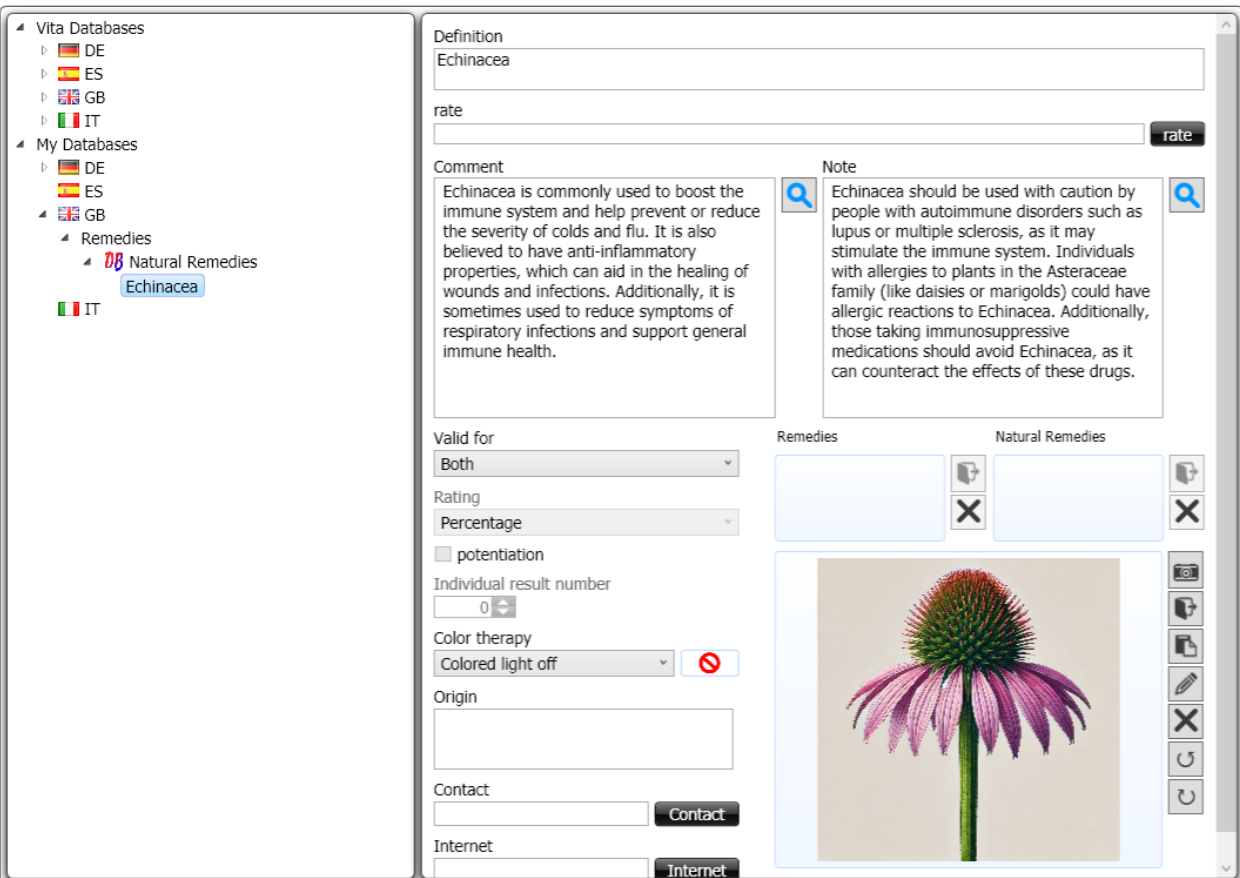 Vita Databases
DE
ES
GB
IT
My Databases
DE
ES
GB
Remedies
DB Natural Remedies
Echinacea
IT
Definition
Echinacea
rate
rate
Comment
Echinacea is commonly used to boost the
immune system and help prevent or reduce
the severity of colds and flu. It is also
believed to have anti-inflammatory
properties, which can aid in the healing of
wounds and infections. Additionally, it is
sometimes used to reduce symptoms of
respiratory infections and support general
immune health.
Note
Echinacea should be used with caution by
people with autoimmune disorders such as
lupus or multiple sclerosis, as it may
stimulate the immune system. Individuals
with allergies to plants in the Asteraceae
family (like daisies or marigolds) could have
allergic reactions to Echinacea. Additionally,
those taking immunosuppressive
medications should avoid Echinacea, as it
can counteract the effects of these drugs.
Valid for
Both
Rating
Percentage
potentiation
Individual result number
0
Color therapy
Colored light off
Origin
Contact
Contact
Internet
Internet
Remedies
Natural Remedies